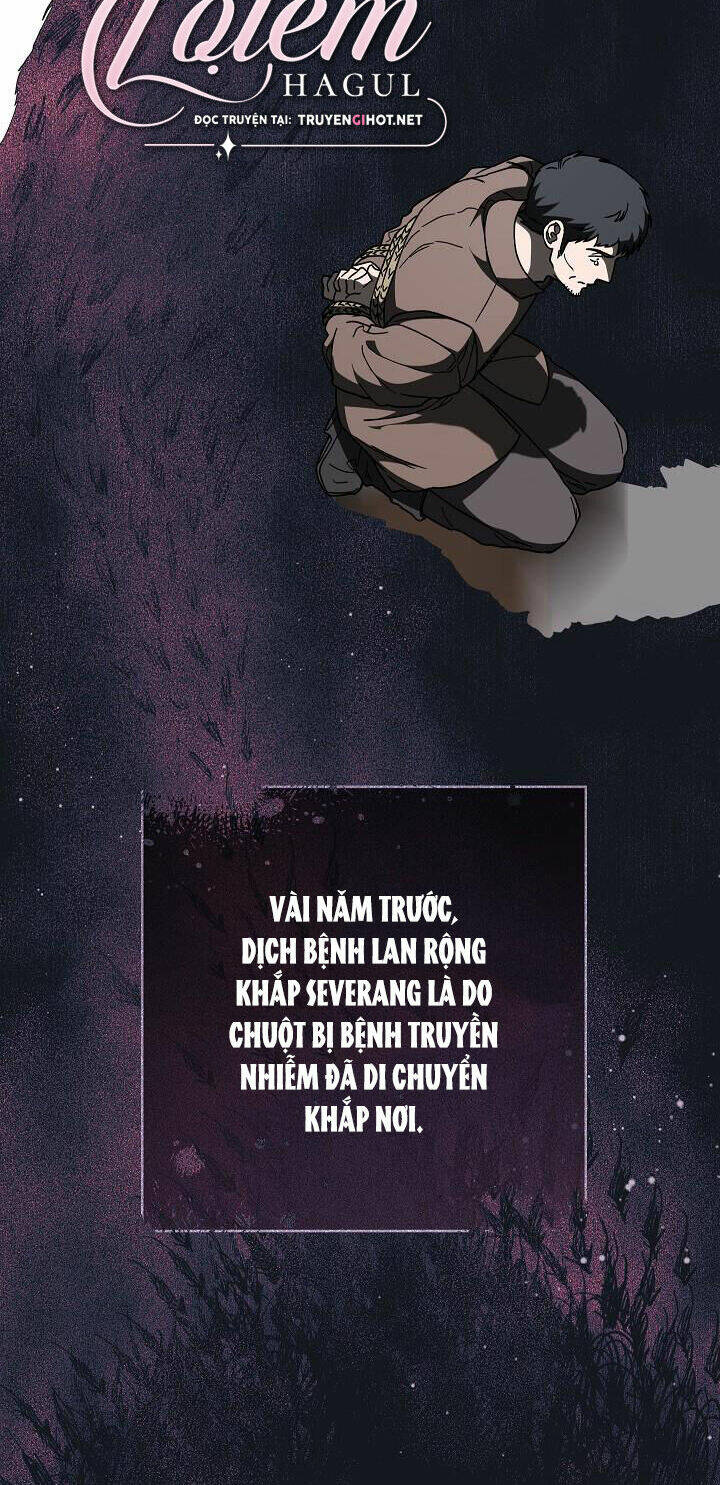 Lọlem
HAGUL
ĐỌC TRUYỆN TẠI: TRUYENGIHOT.NET
VÀI NĂM TRƯỚC,
DỊCH BỆNH LAN RỘNG
KHẮP SEVERANG LÀ DO
CHUỘT BỊ BỆNH TRUYỀN
NHIỄM ĐÃ DI CHUYỂN
KHẮP NƠI.